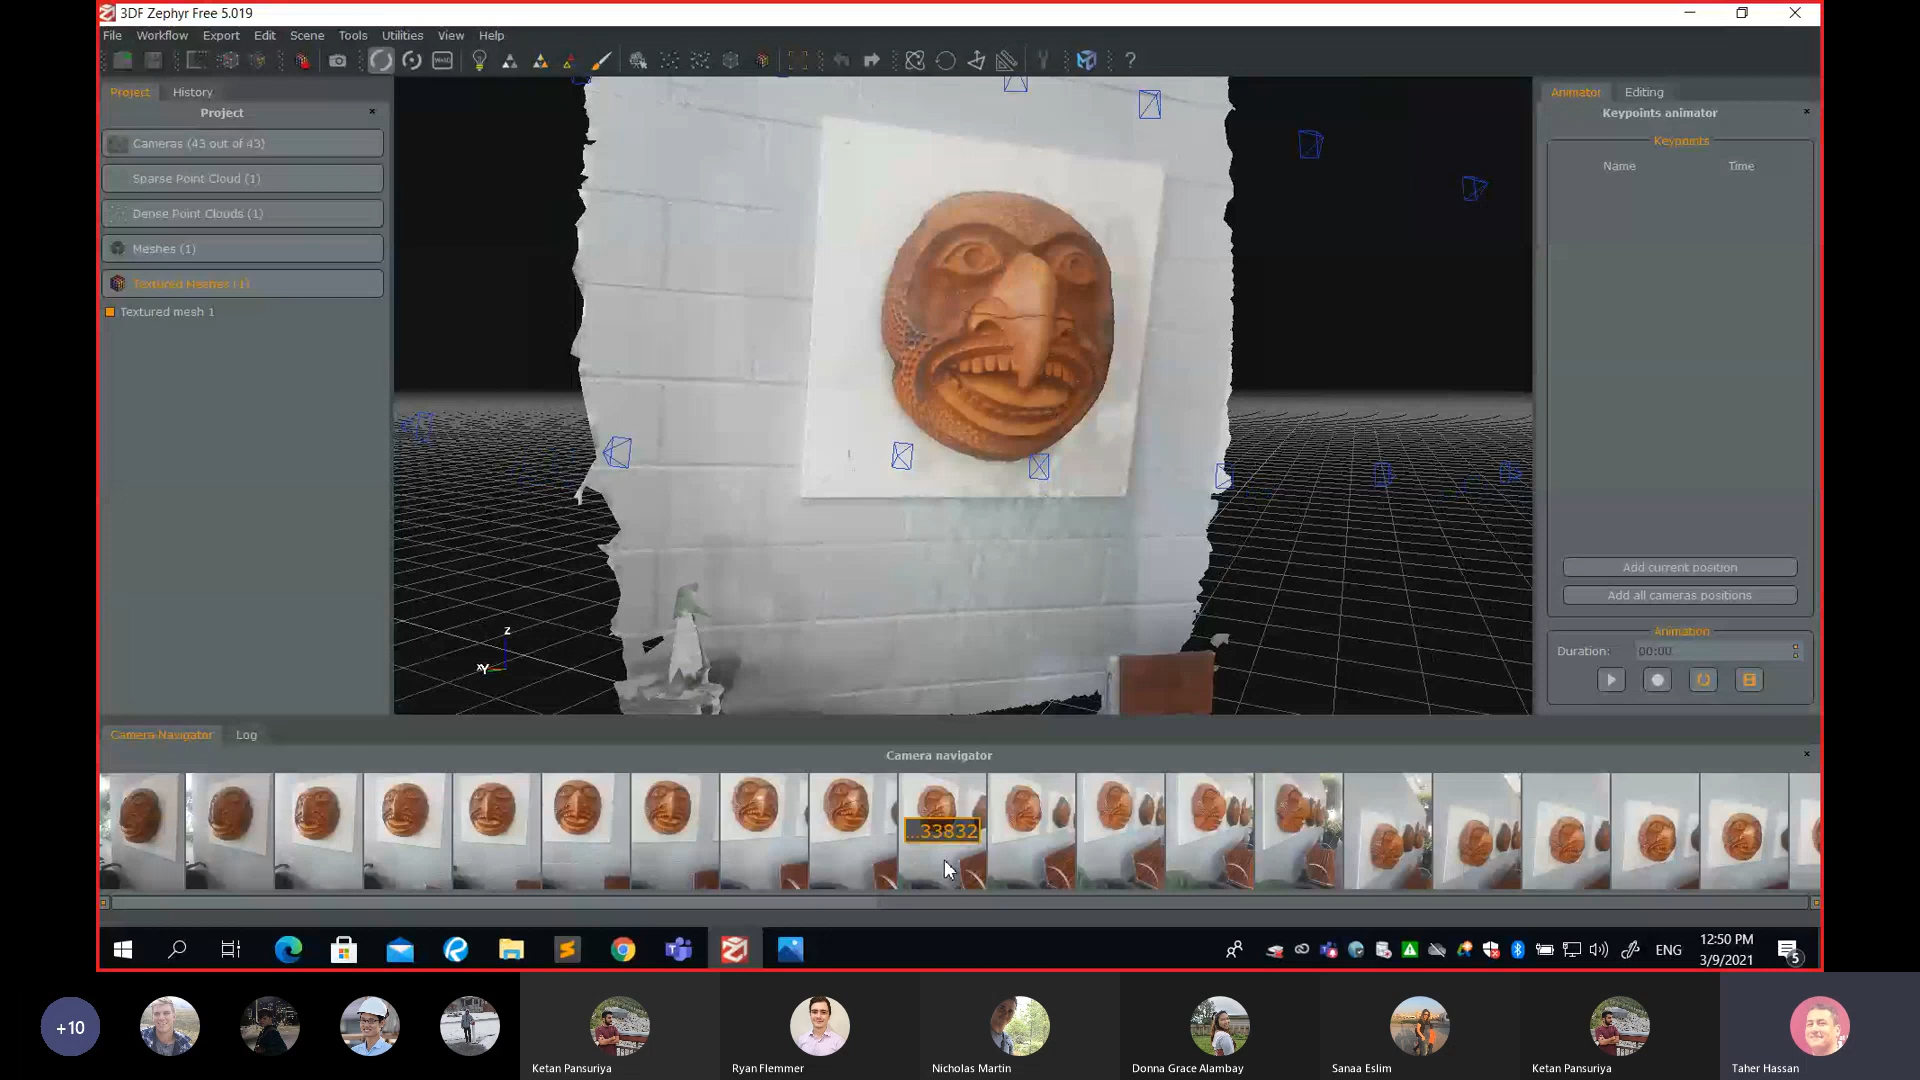 3DF Zephyr Free 5.019
File Workflow Export Edit Scene Tools Utilities View Help
WASD
?
Project History
Project
Cameras (43 out of 43)
Sparse Point Cloud (1)
Dense Point Clouds (1)
Meshes (1)
Textured Meshes (1)
Textured mesh 1
Z
XY
Animator Editing
Keypoints animator
Keypoints
Name Time
Add current position
Add all cameras positions
Animation
Duration: 00:00
Camera Navigator Log
Camera navigator
...33832
ENG
12:50 PM
3/9/2021
5
+10
Ketan Pansuriya
Ryan Flemmer
Nicholas Martin
Donna Grace Alambay
Sanaa Eslim
Ketan Pansuriya
Taher Hassan